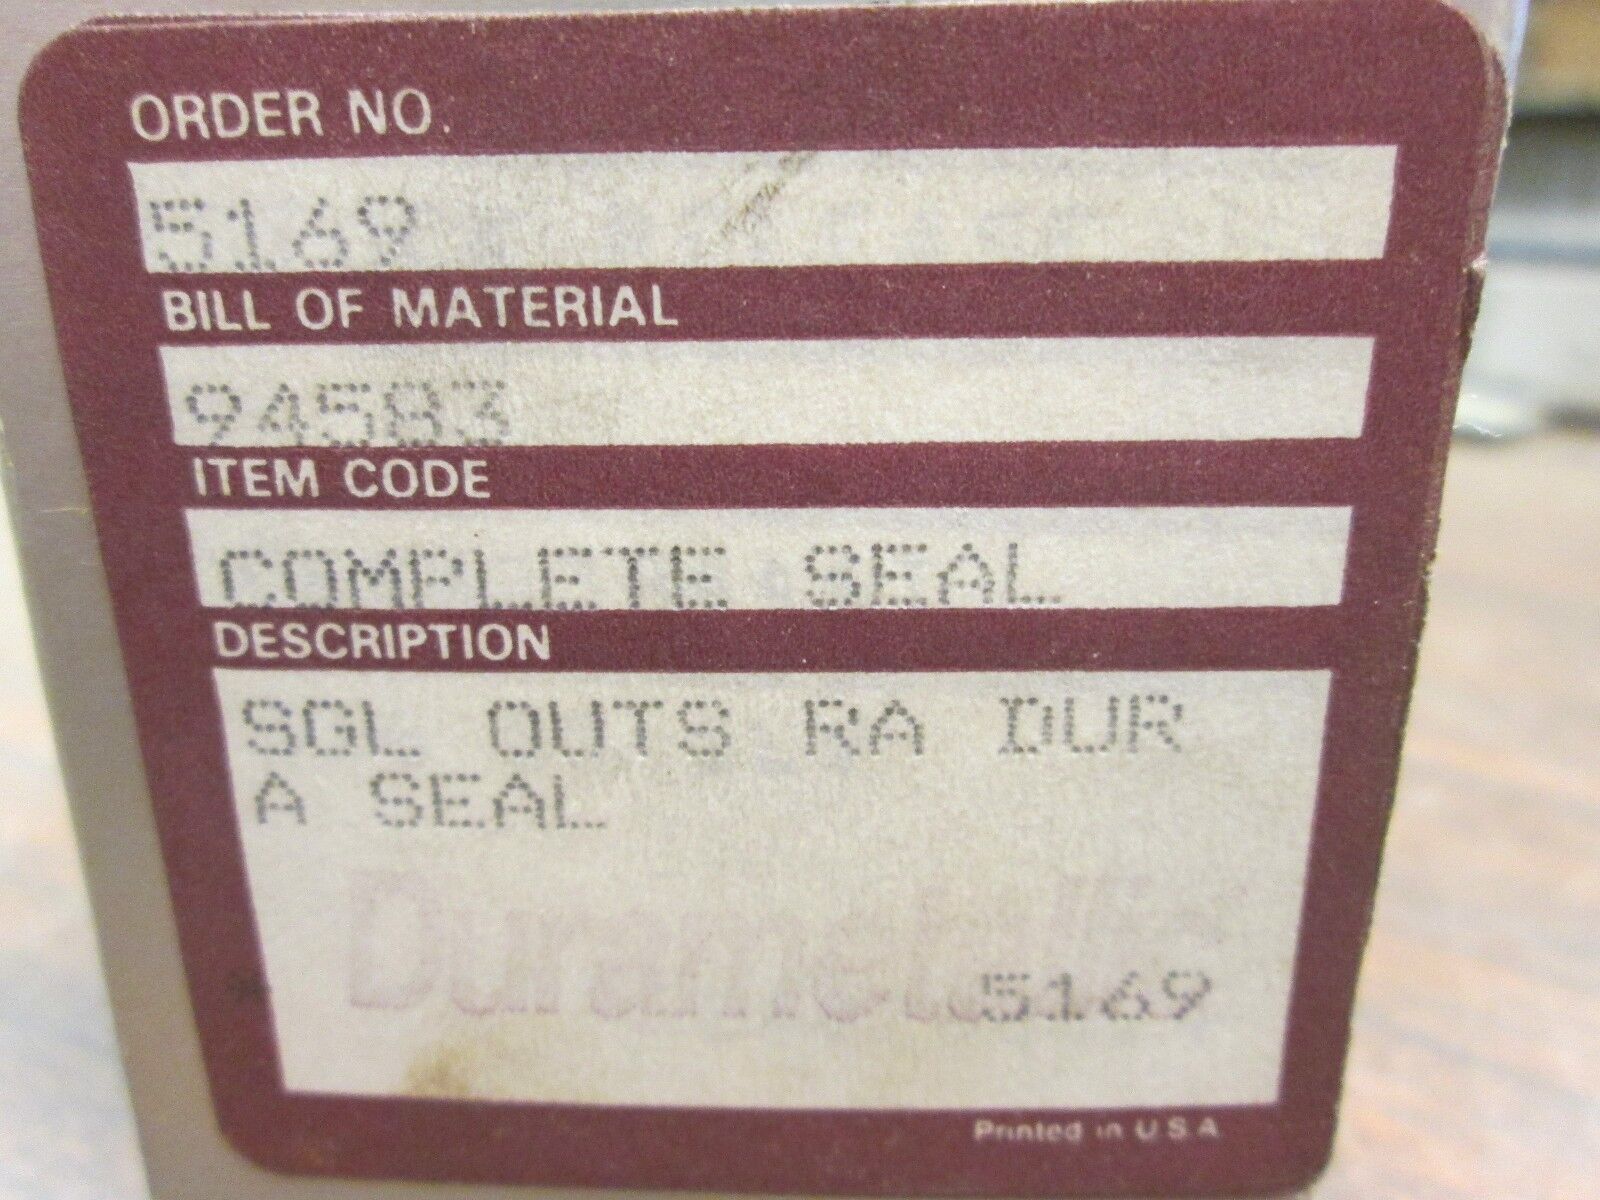 ORDER NO.
5169
BILL OF MATERIAL
94583
ITEM CODE
COMPLETE SEAL
DESCRIPTION
SGL OUTS RA DUR
A SEAL
Durametallic
5169
Printed in U S A